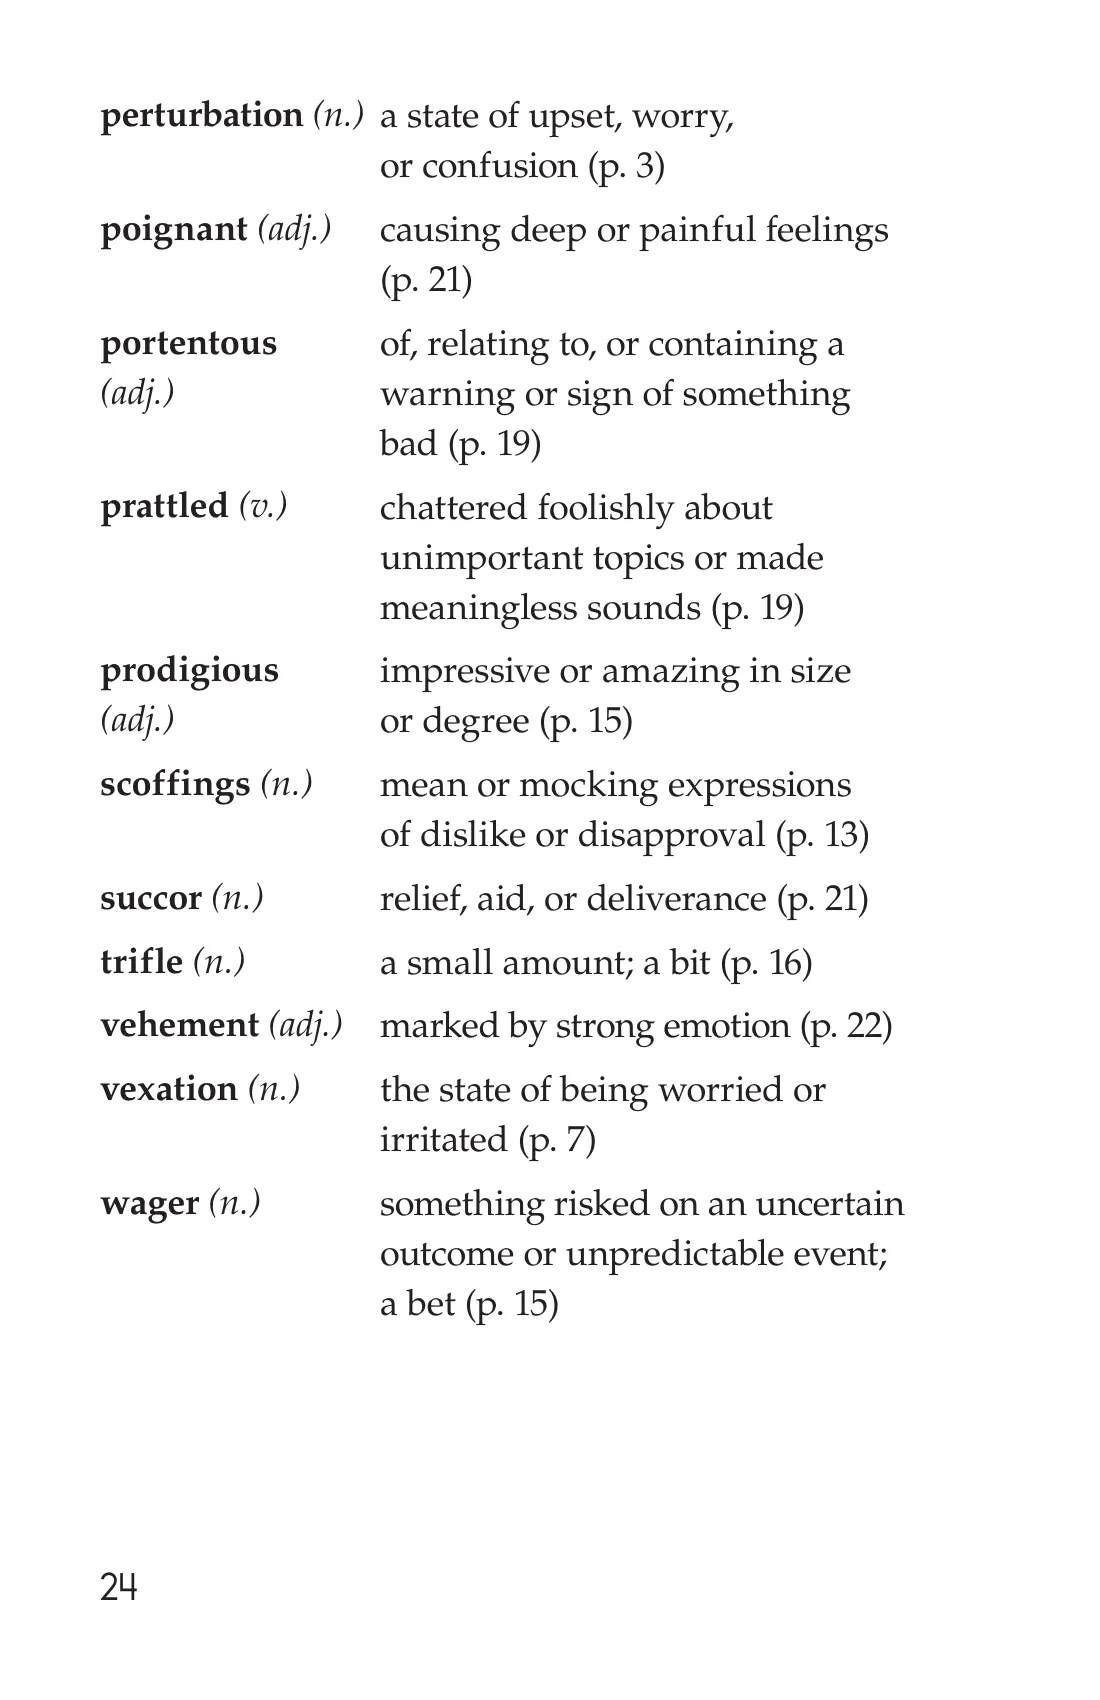 perturbation (n.) a state of upset, worry,
or confusion (p. 3)
poignant (adj.) causing deep or painful feelings
(p. 21)
portentous of, relating to, or containing a
(adj.) warning or sign of something
bad (p. 19)
prattled (v.) chattered foolishly about
unimportant topics or made
meaningless sounds (p. 19)
prodigious impressive or amazing in size
(adj.) or degree (p. 15)
scoffings (n.) mean or mocking expressions
of dislike or disapproval (p. 13)
succor (n.) relief, aid, or deliverance (p. 21)
trifle (n.) a small amount; a bit (p. 16)
vehement (adj.) marked by strong emotion (p. 22)
vexation (n.) the state of being worried or
irritated (p. 7)
wager (n.) something risked on an uncertain
outcome or unpredictable event;
a bet (p. 15)
24